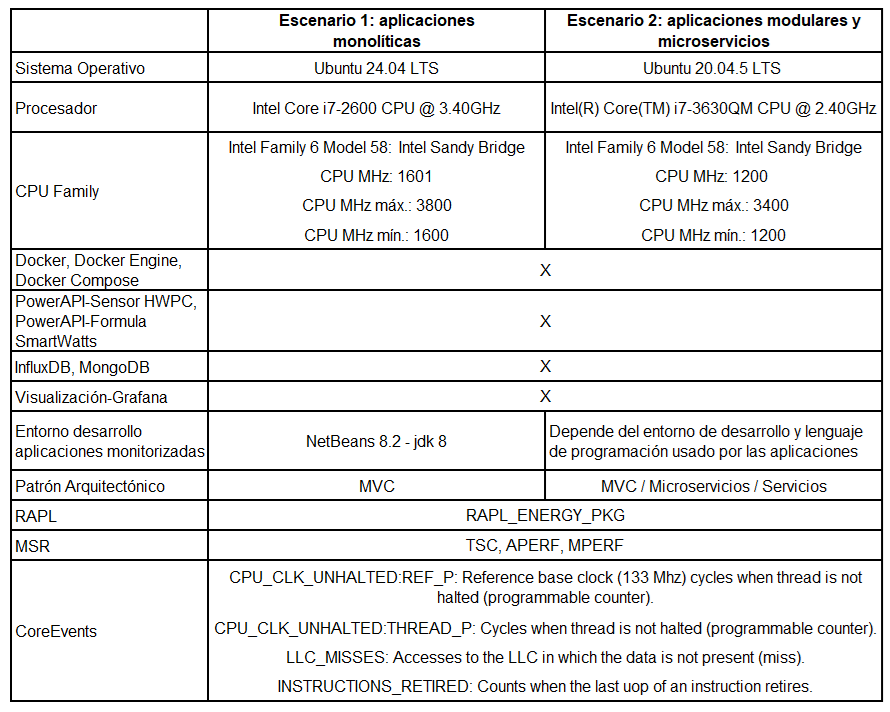 Escenario 1: aplicaciones
monolíticas
Escenario 2: aplicaciones modulares y
microservicios
Sistema Operativo
Ubuntu 24.04 LTS
Ubuntu 20.04.5 LTS
Procesador
Intel Core i7-2600 CPU @ 3.40GHz
Intel(R) Core(TM) i7-3630QM CPU @ 2.40GHz
CPU Family
Intel Family 6 Model 58: Intel Sandy Bridge
CPU MHz: 1601
CPU MHz máx.: 3800
CPU MHz mín.: 1600
Intel Family 6 Model 58: Intel Sandy Bridge
CPU MHz: 1200
CPU MHz máx.: 3400
CPU MHz mín.: 1200
Docker, Docker Engine,
Docker Compose
X
PowerAPI-Sensor HWPC,
PowerAPI-Formula
SmartWatts
X
InfluxDB, MongoDB
X
Visualización-Grafana
X
Entorno desarrollo
aplicaciones monitorizadas
NetBeans 8.2 - jdk 8
Depende del entorno de desarrollo y lenguaje
de programación usado por las aplicaciones
Patrón Arquitectónico
MVC
MVC / Microservicios / Servicios
RAPL
RAPL_ENERGY_PKG
MSR
TSC, APERF, MPERF
CoreEvents
CPU_CLK_UNHALTED:REF_P: Reference base clock (133 Mhz) cycles when thread is not
halted (programmable counter).
CPU_CLK_UNHALTED:THREAD_P: Cycles when thread is not halted (programmable counter).
LLC_MISSES: Accesses to the LLC in which the data is not present (miss).
INSTRUCTIONS_RETIRED: Counts when the last uop of an instruction retires.